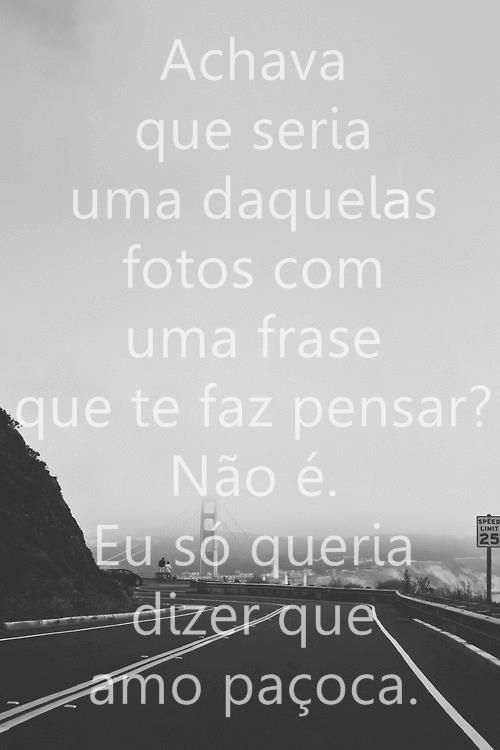 Achava
que seria
uma daquelas
fotos com
uma frase
que te faz pensar?
Não é.
Eu só queria
dizer que
amo paçoca.
SPEED
LIMIT
25